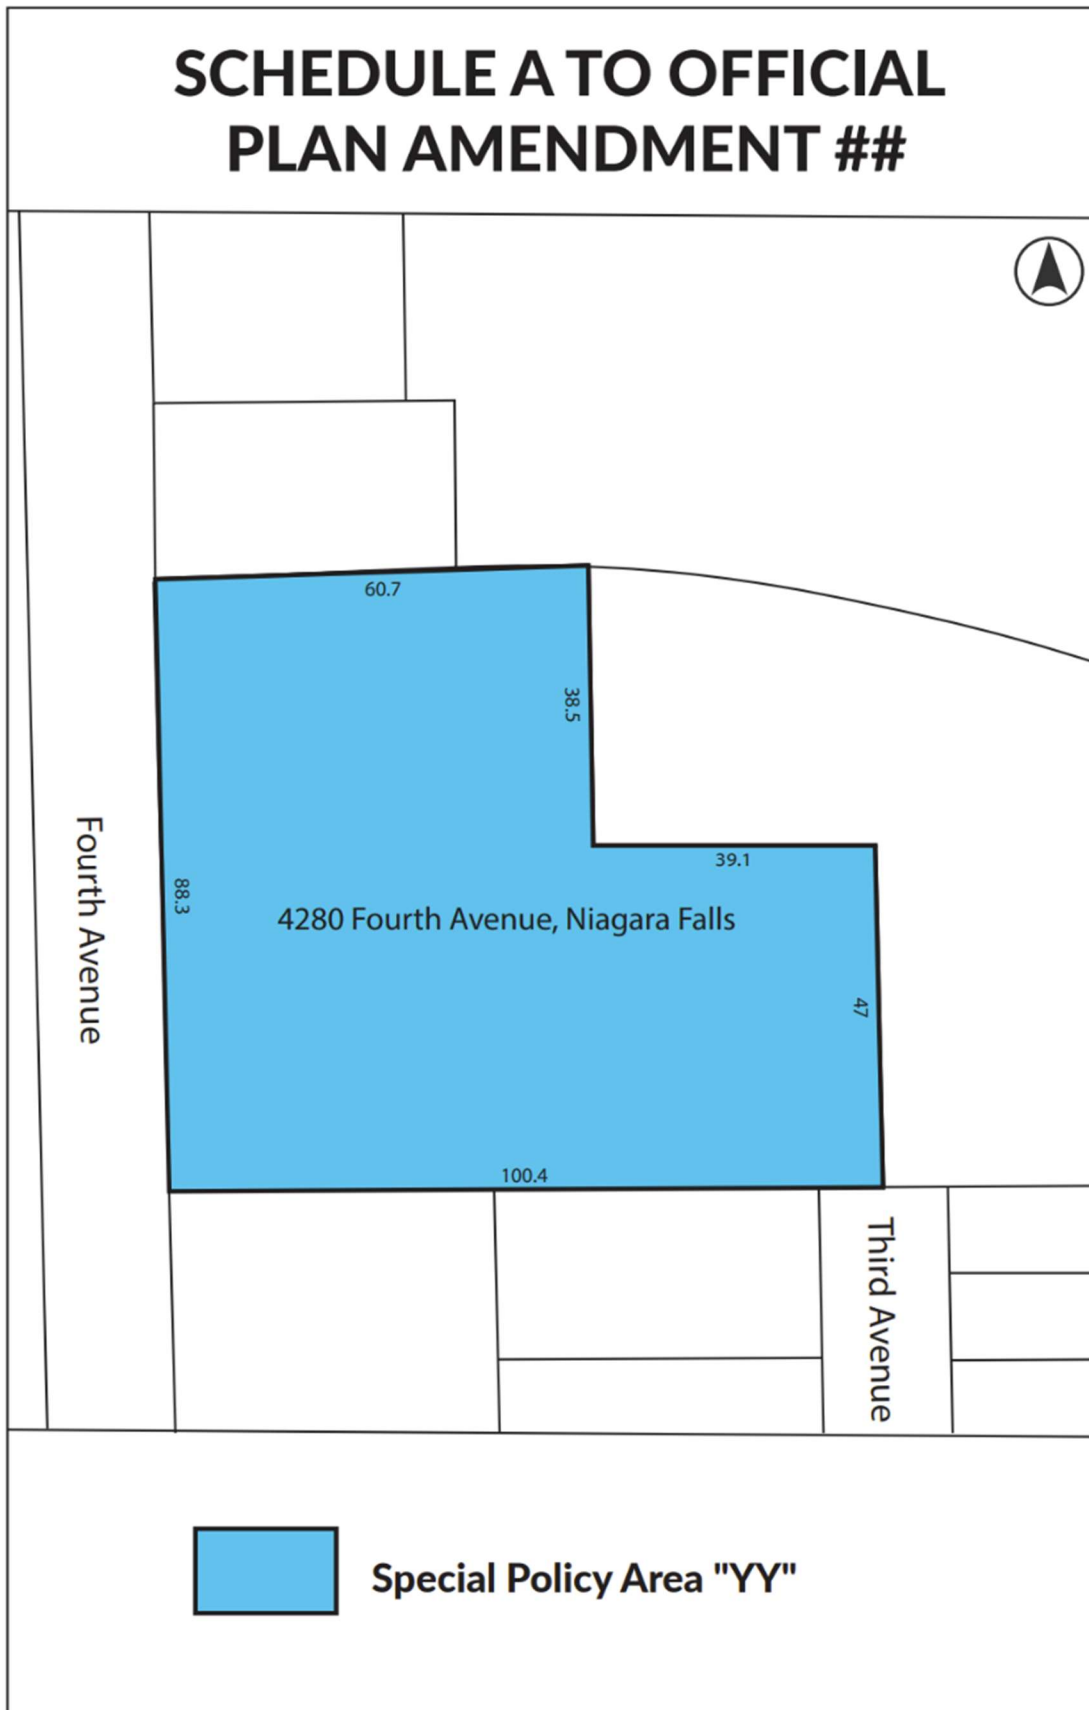 SCHEDULE A TO OFFICIAL
PLAN AMENDMENT ##
60.7
38.5
39.1
Fourth Avenue
88.3
4280 Fourth Avenue, Niagara Falls
47
100.4
Third Avenue
Special Policy Area "YY"